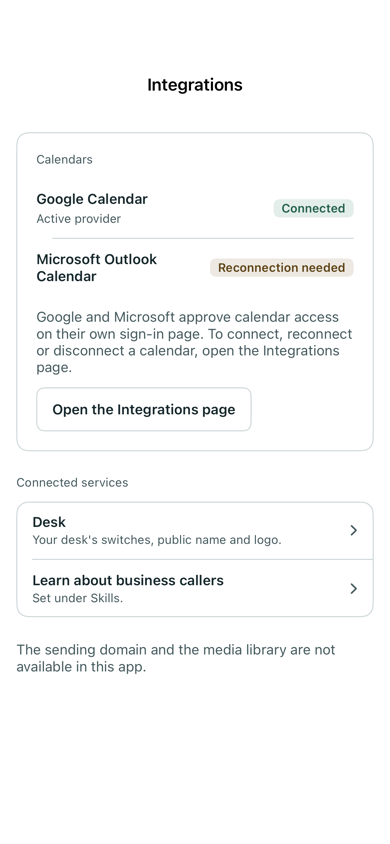 Integrations
Calendars
Google Calendar
Active provider
Connected
Microsoft Outlook
Calendar
Reconnection needed
Google and Microsoft approve calendar access
on their own sign-in page. To connect, reconnect
or disconnect a calendar, open the Integrations
page.
Open the Integrations page
Connected services
Desk
Your desk's switches, public name and logo.
Learn about business callers
Set under Skills.
The sending domain and the media library are not
available in this app.